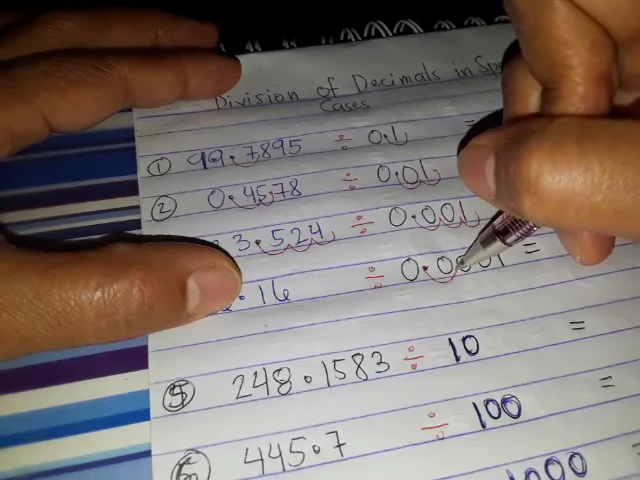 Division of Decimals in Sp
Cases
① 99.7895 ÷ 0.1 =
② 0.4578 ÷ 0.01
3.524 ÷ 0.001
.16 ÷ 0.0001 =
⑤ 248.1583 ÷ 10 =
⑥ 445.7 ÷ 100 =
1000 =